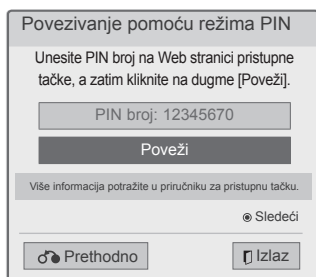 Povezivanje pomoću režima PIN
Unesite PIN broj na Web stranici pristupne
tačke, a zatim kliknite na dugme [Poveži].
PIN broj: 12345670
Poveži
Više informacija potražite u priručniku za pristupnu tačku.
Sledeći
Prethodno
Izlaz